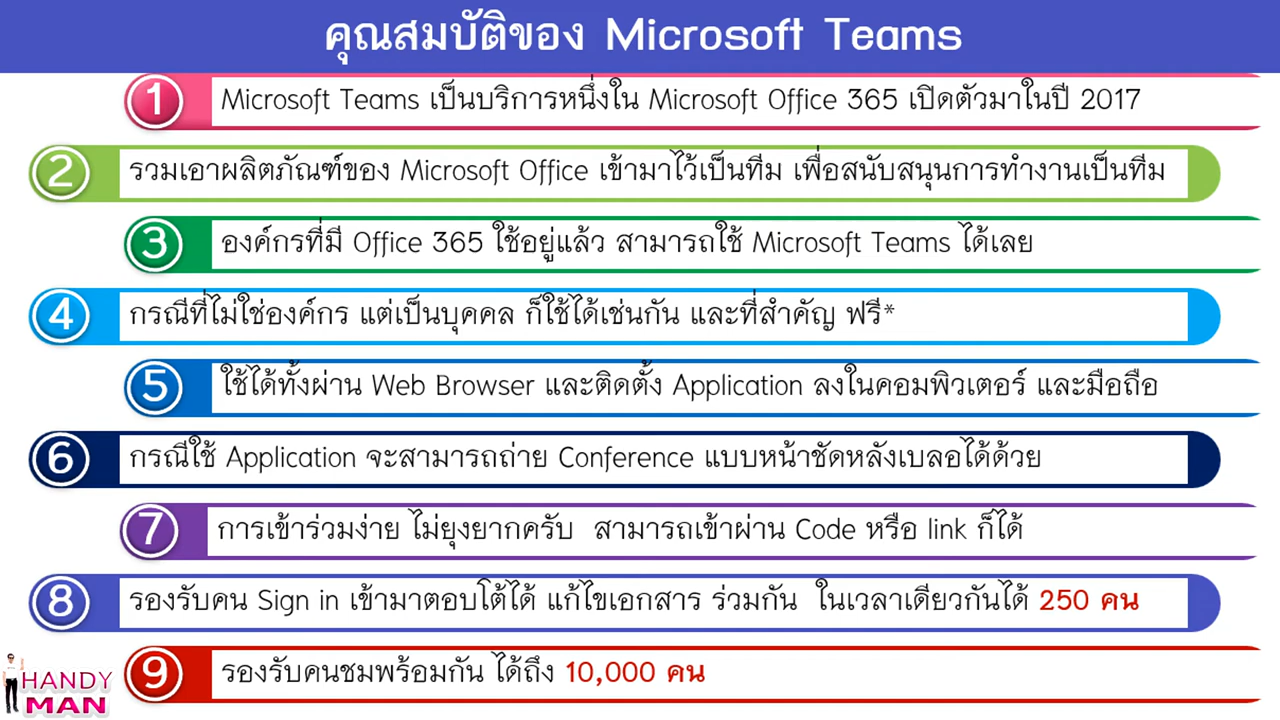 คุณสมบัติของ Microsoft Teams
1 Microsoft Teams เป็นบริการหนึ่งใน Microsoft Office 365 เปิดตัวมาในปี 2017
2 รวมเอาผลิตภัณฑ์ของ Microsoft Office เข้ามาไว้เป็นทีม เพื่อสนับสนุนการทำงานเป็นทีม
3 องค์กรที่มี Office 365 ใช้อยู่แล้ว สามารถใช้ Microsoft Teams ได้เลย
4 กรณีที่ไม่ใช่องค์กร แต่เป็นบุคคล ก็ใช้ได้เช่นกัน และที่สำคัญ ฟรี*
5 ใช้ได้ทั้งผ่าน Web Browser และติดตั้ง Application ลงในคอมพิวเตอร์ และมือถือ
6 กรณีใช้ Application จะสามารถถ่าย Conference แบบหน้าชัดหลังเบลอได้ด้วย
7 การเข้าร่วมง่าย ไม่ยุงยากครับ สามารถเข้าผ่าน Code หรือ link ก็ได้
8 รองรับคน Sign in เข้ามาตอบโต้ได้ แก้ไขเอกสาร ร่วมกัน ในเวลาเดียวกันได้ 250 คน
9 รองรับคนชมพร้อมกัน ได้ถึง 10,000 คน
HANDY
MAN